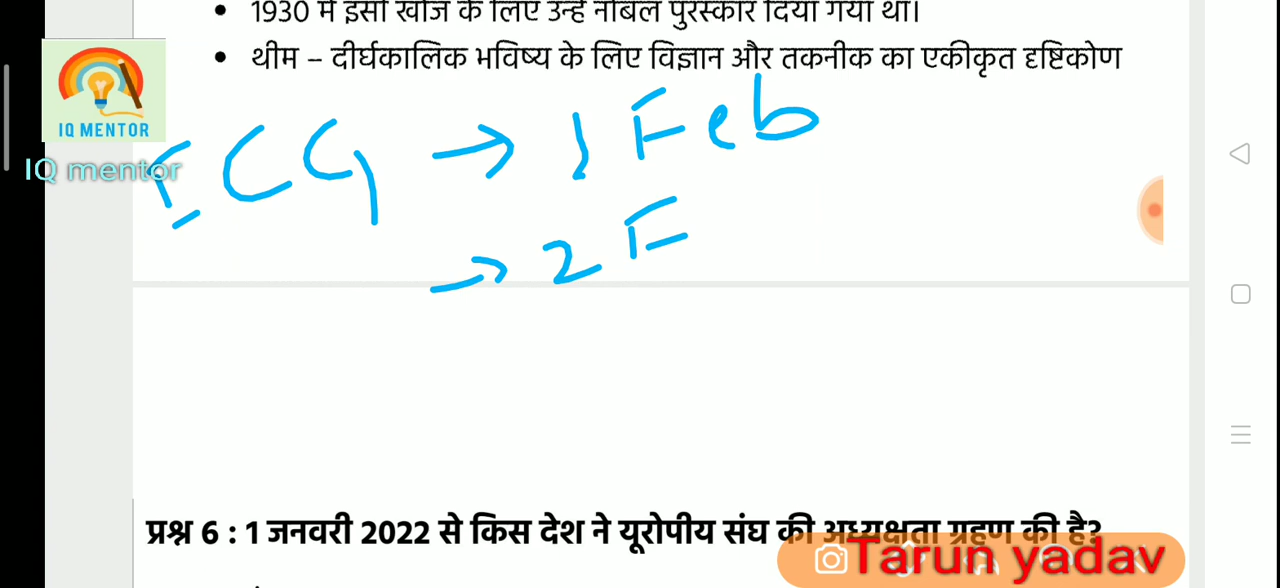 1930 में इसी खोज के लिए उन्हें नोबेल पुरस्कार दिया गया था।
थीम – दीर्घकालिक भविष्य के लिए विज्ञान और तकनीक का एकीकृत दृष्टिकोण
IQ MENTOR
IQ mentor
ICG → 1 Feb
→ 2 F
प्रश्न 6 : 1 जनवरी 2022 से किस देश ने यूरोपीय संघ की अध्यक्षता ग्रहण की है?
Tarun yadav